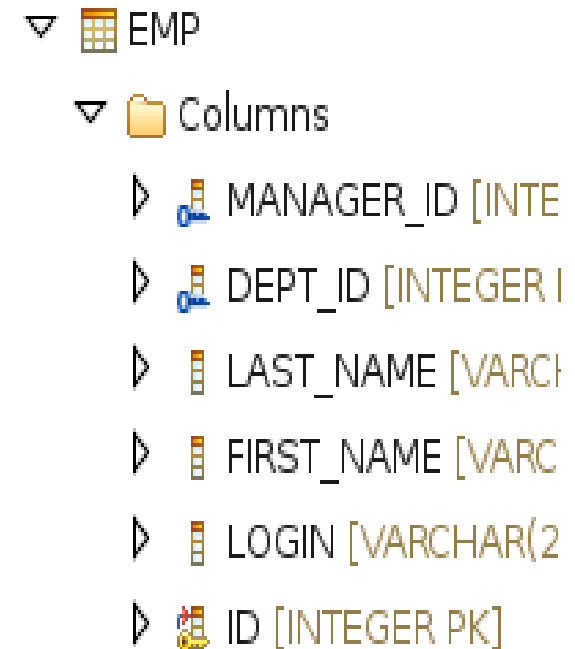 EMP
Columns
MANAGER_ID [INTE
DEPT_ID [INTEGER
LAST_NAME [VARCH
FIRST_NAME [VARC
LOGIN [VARCHAR(2
ID [INTEGER PK]